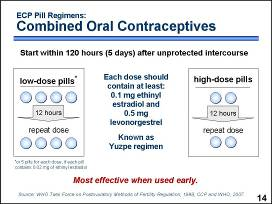 ECP Pill Regimens:
Combined Oral Contraceptives
Start within 120 hours (5 days) after unprotected intercourse
low-dose pills*
12 hours
repeat dose
*or 5 pills for each dose, if each pill
contains 0.02 mg of ethinyl estradiol
Each dose should
contain at least:
0.1 mg ethinyl
estradiol and
0.5 mg
levonorgestrel
Known as
Yuzpe regimen
high-dose pills
12 hours
repeat dose
Most effective when used early.
Source: WHO Task Force on Postovulatory Methods of Fertility Regulation, 1998; CCP and WHO, 2007.
14